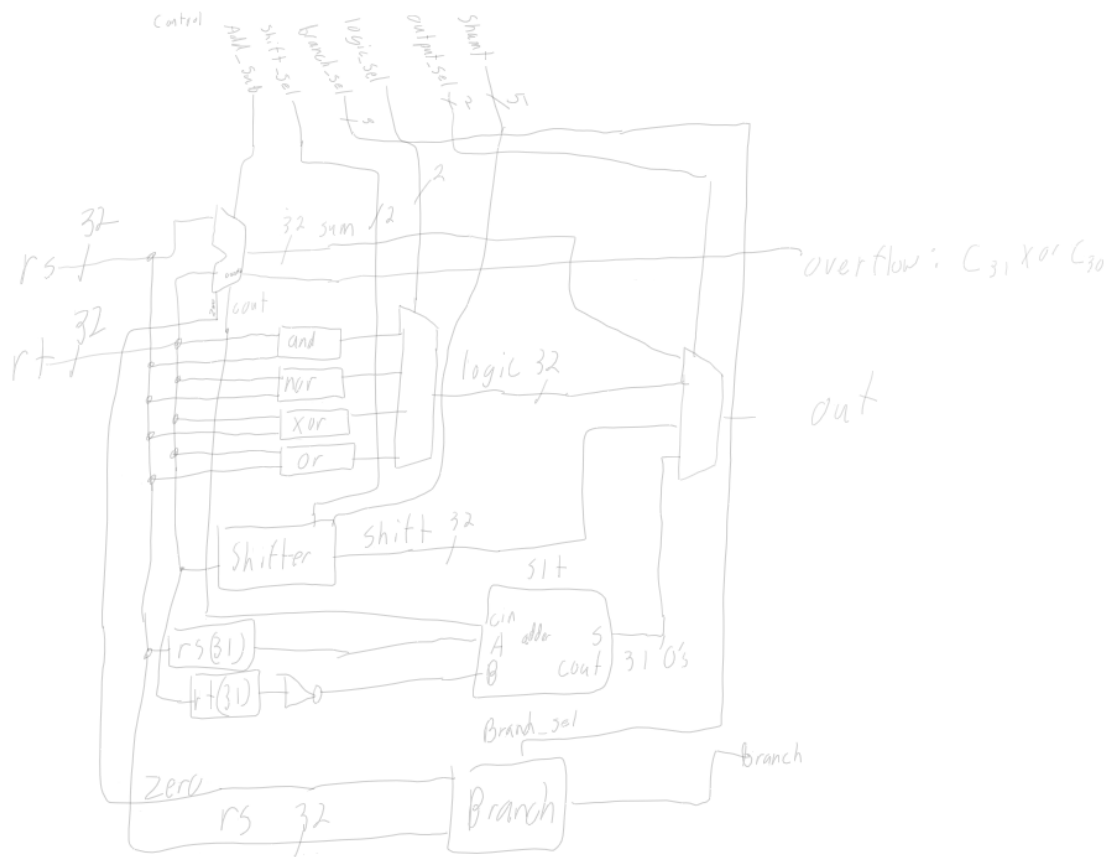 Control
Add_sub
shift_sel
branch_sel
logic_sel
output_sel
Shamt
3
2
5
2
32
rs
32 sum
2
overflow: C31 xor C30
cout
32
rt
and
nor
xor
or
logic 32
out
Shifter
shift 32
slt
cin
A adder S
B cout
31 0's
rs(31)
rt(31)
Branch_sel
Branch
Zero
Branch
rs 32